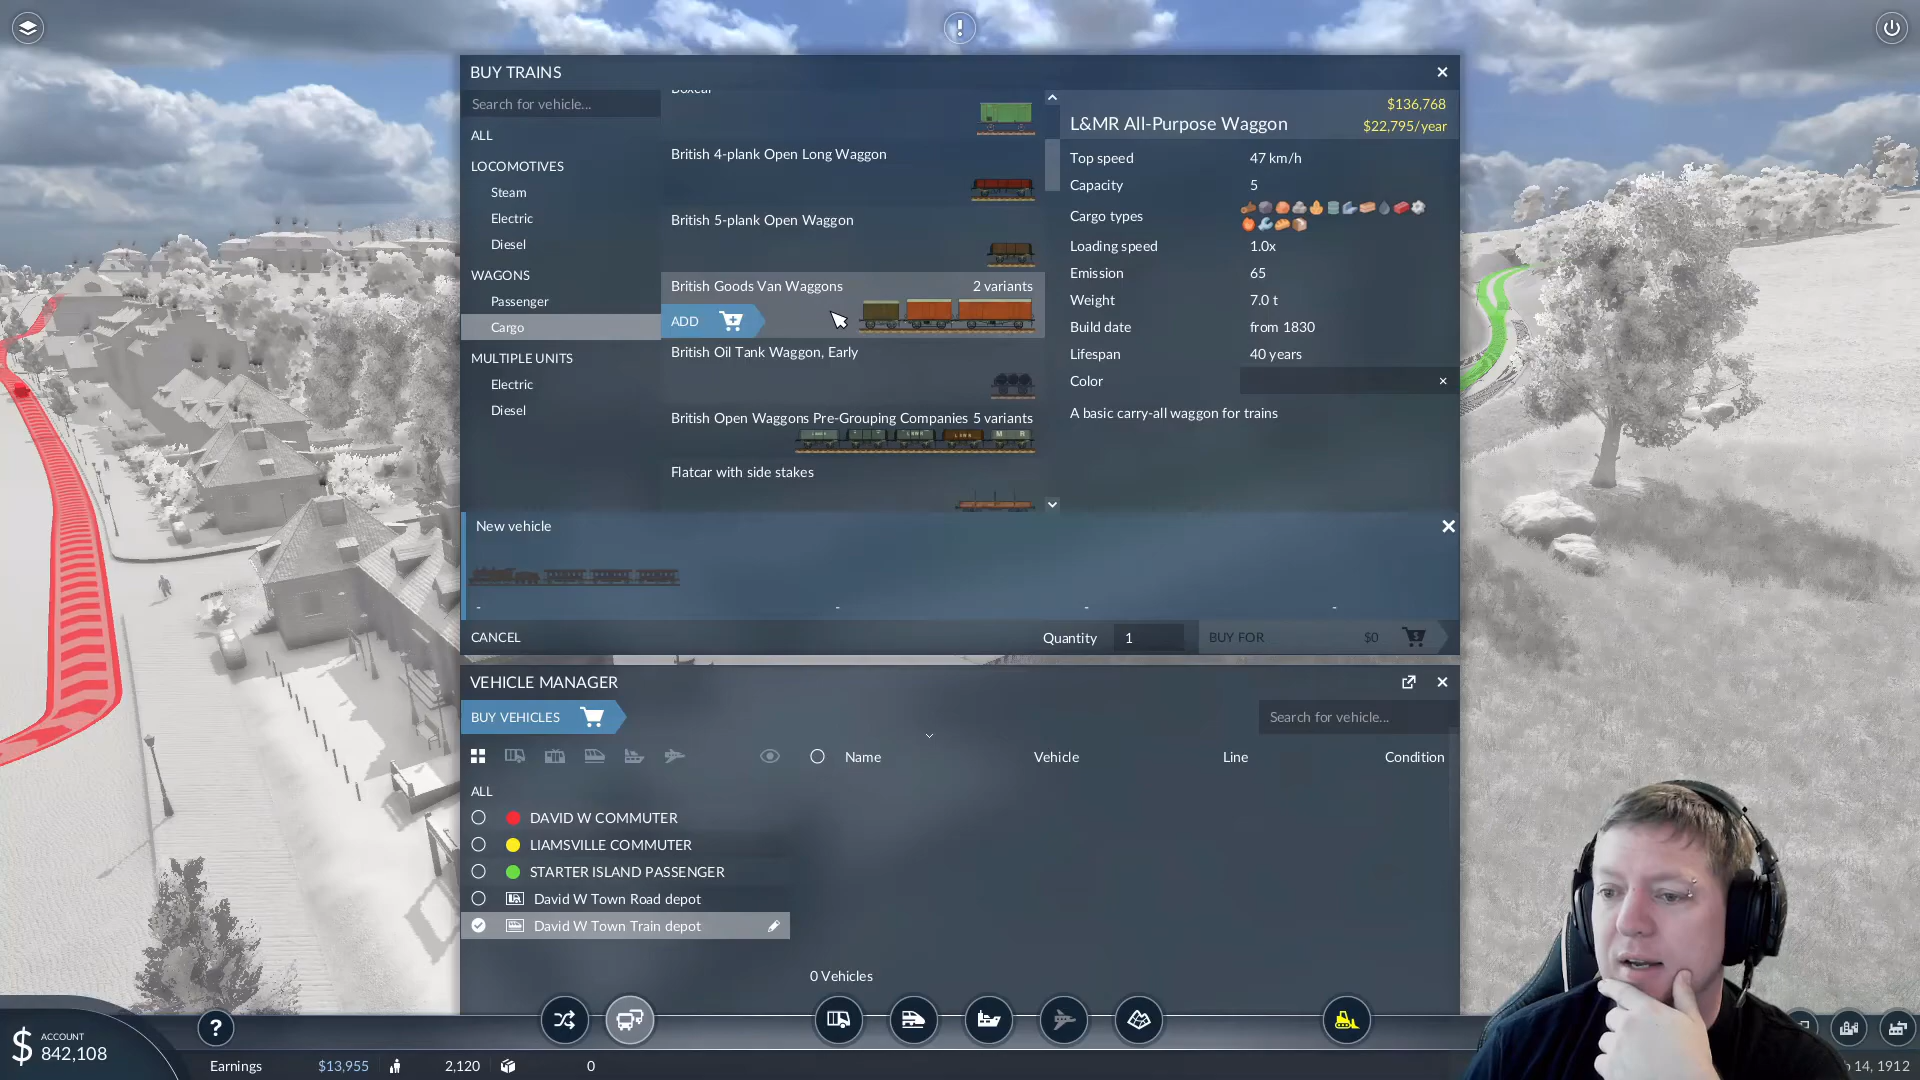 BUY TRAINS
Search for vehicle...
ALL
LOCOMOTIVES
Steam
Electric
Diesel
WAGONS
Passenger
Cargo
MULTIPLE UNITS
Electric
Diesel
Boxcar
British 4-plank Open Long Waggon
British 5-plank Open Waggon
British Goods Van Waggons 2 variants
ADD
British Oil Tank Waggon, Early
British Open Waggons Pre-Grouping Companies 5 variants
Flatcar with side stakes
$136,768
L&MR All-Purpose Waggon $22,795/year
Top speed 47 km/h
Capacity 5
Cargo types
Loading speed 1.0x
Emission 65
Weight 7.0 t
Build date from 1830
Lifespan 40 years
Color
A basic carry-all waggon for trains
New vehicle
- - - -
CANCEL Quantity 1 BUY FOR $0
VEHICLE MANAGER
BUY VEHICLES Search for vehicle...
Name Vehicle Line Condition
ALL
DAVID W COMMUTER
LIAMSVILLE COMMUTER
STARTER ISLAND PASSENGER
David W Town Road depot
David W Town Train depot
0 Vehicles
$ ACCOUNT
842,108
?
Earnings $13,955 2,120 0
14, 1912